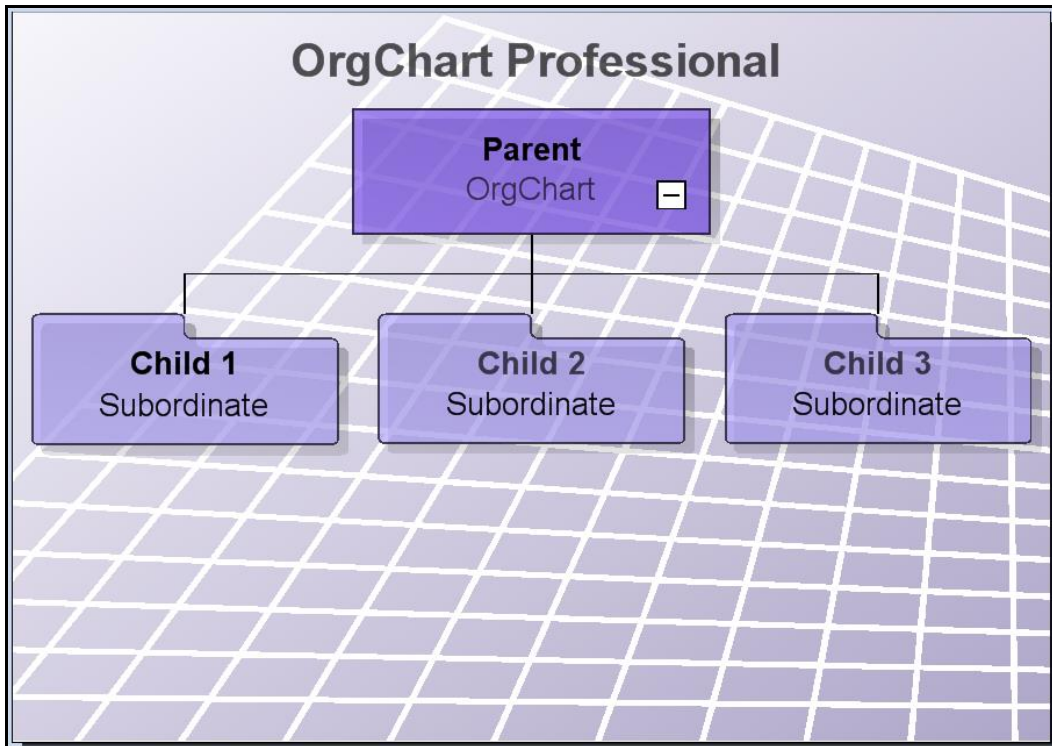 OrgChart Professional
Parent
OrgChart
Child 1
Subordinate
Child 2
Subordinate
Child 3
Subordinate